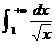 ∫₁^{+∞} dx/√x